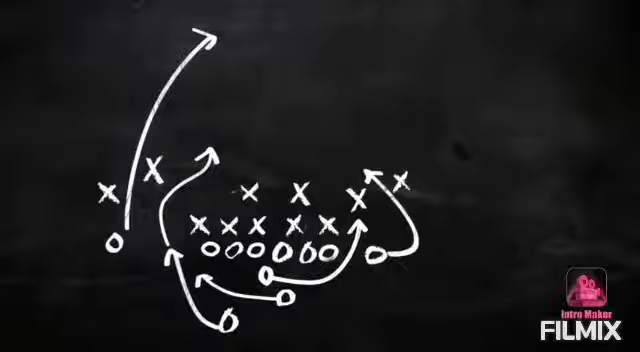 X X X X X X
X X X X X
O O O O O O O O
O
O
O
Intro Maker
FILMIX